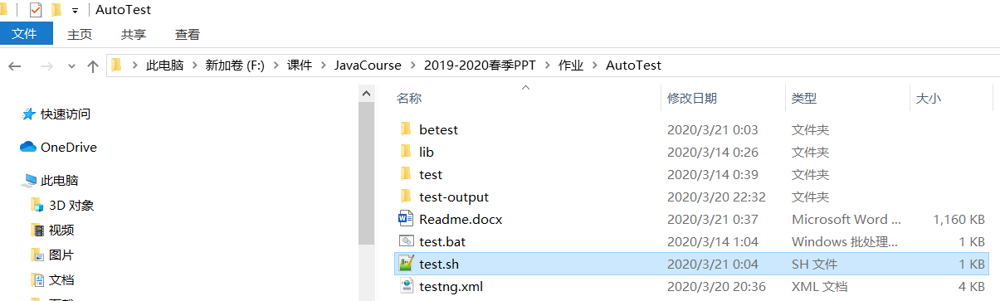 AutoTest
文件 主页 共享 查看
此电脑 新加卷 (F:) 课件 JavaCourse 2019-2020春季PPT 作业 AutoTest
名称 修改日期 类型 大小
快速访问
OneDrive
此电脑
3D 对象
视频
图片
文档
betest 2020/3/21 0:03 文件夹
lib 2020/3/14 0:26 文件夹
test 2020/3/14 0:39 文件夹
test-output 2020/3/20 22:32 文件夹
Readme.docx 2020/3/21 0:37 Microsoft Word ... 1,160 KB
test.bat 2020/3/14 1:04 Windows 批处理... 1 KB
test.sh 2020/3/21 0:04 SH 文件 1 KB
testng.xml 2020/3/20 20:36 XML 文档 4 KB